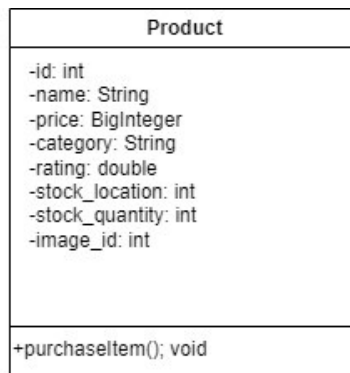 Product
-id: int
-name: String
-price: BigInteger
-category: String
-rating: double
-stock_location: int
-stock_quantity: int
-image_id: int
+purchaseItem(); void